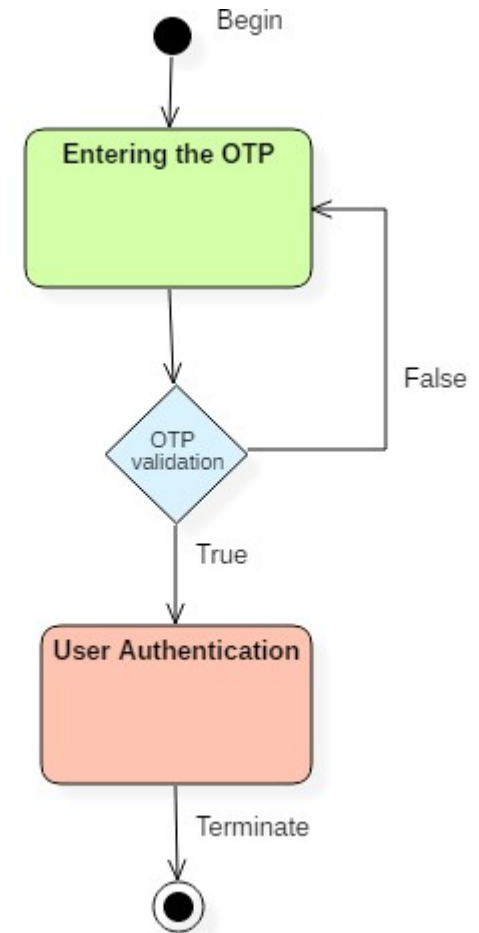 Begin
Entering the OTP
False
OTP
validation
True
User Authentication
Terminate